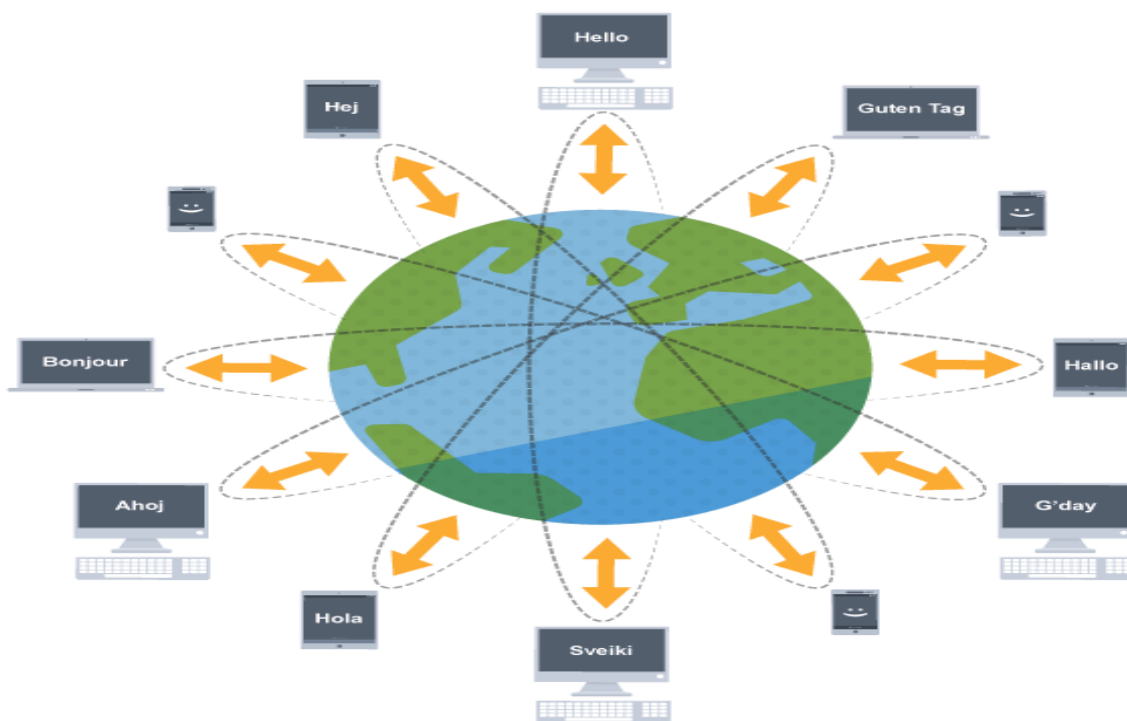 Hello
Hej
Guten Tag
Bonjour
Hallo
Ahoj
G'day
Hola
Sveiki